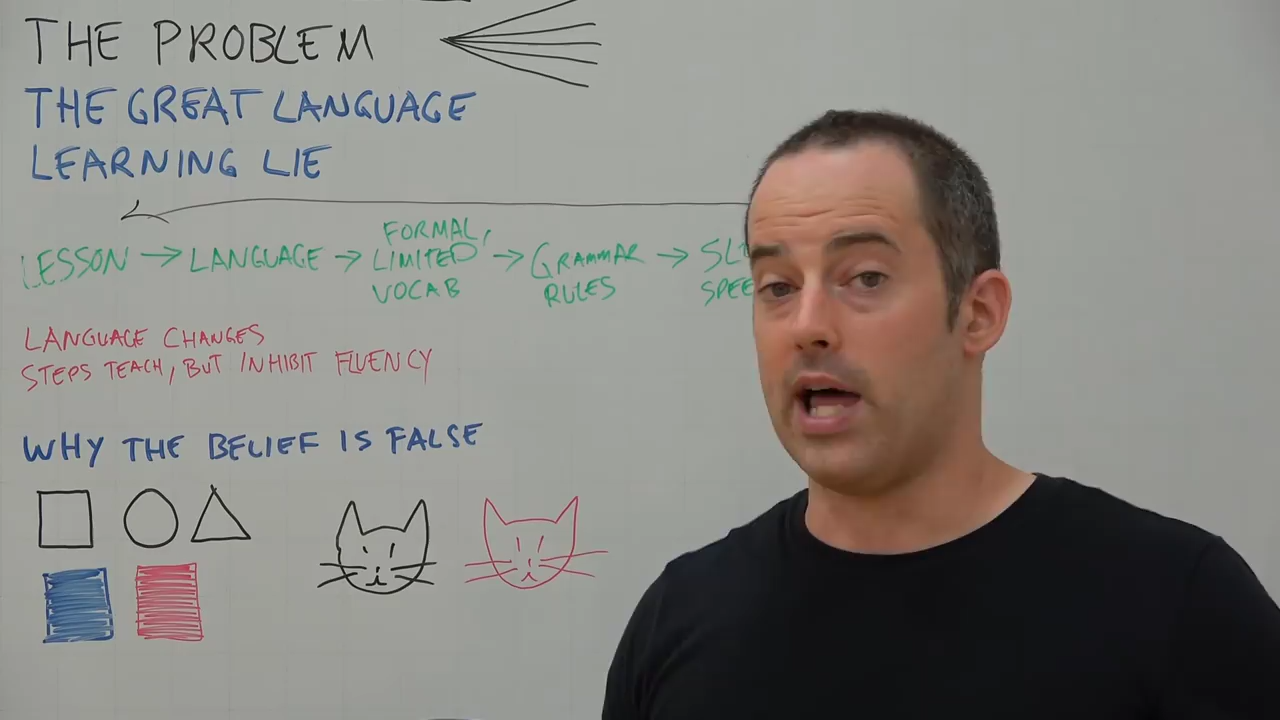 THE PROBLEM
THE GREAT LANGUAGE
LEARNING LIE
LESSON → LANGUAGE → FORMAL, LIMITED VOCAB → GRAMMAR RULES →
LANGUAGE CHANGES
STEPS TEACH, BUT INHIBIT FLUENCY
WHY THE BELIEF IS FALSE